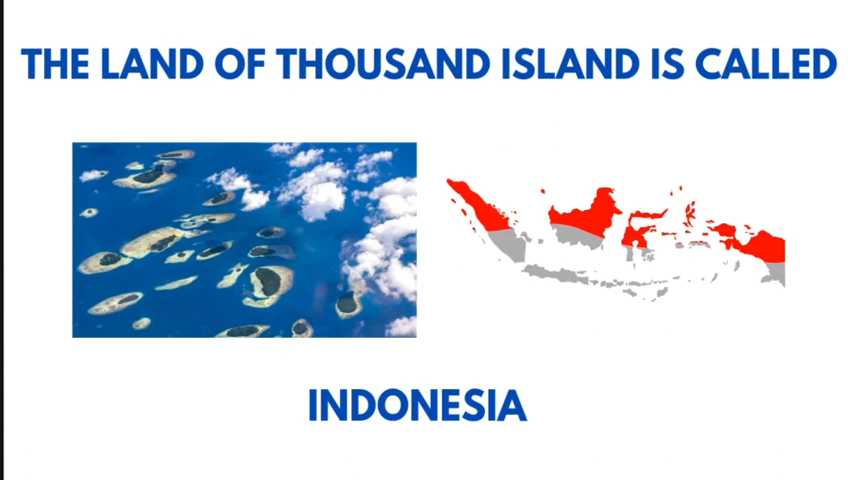 THE LAND OF THOUSAND ISLAND IS CALLED
INDONESIA